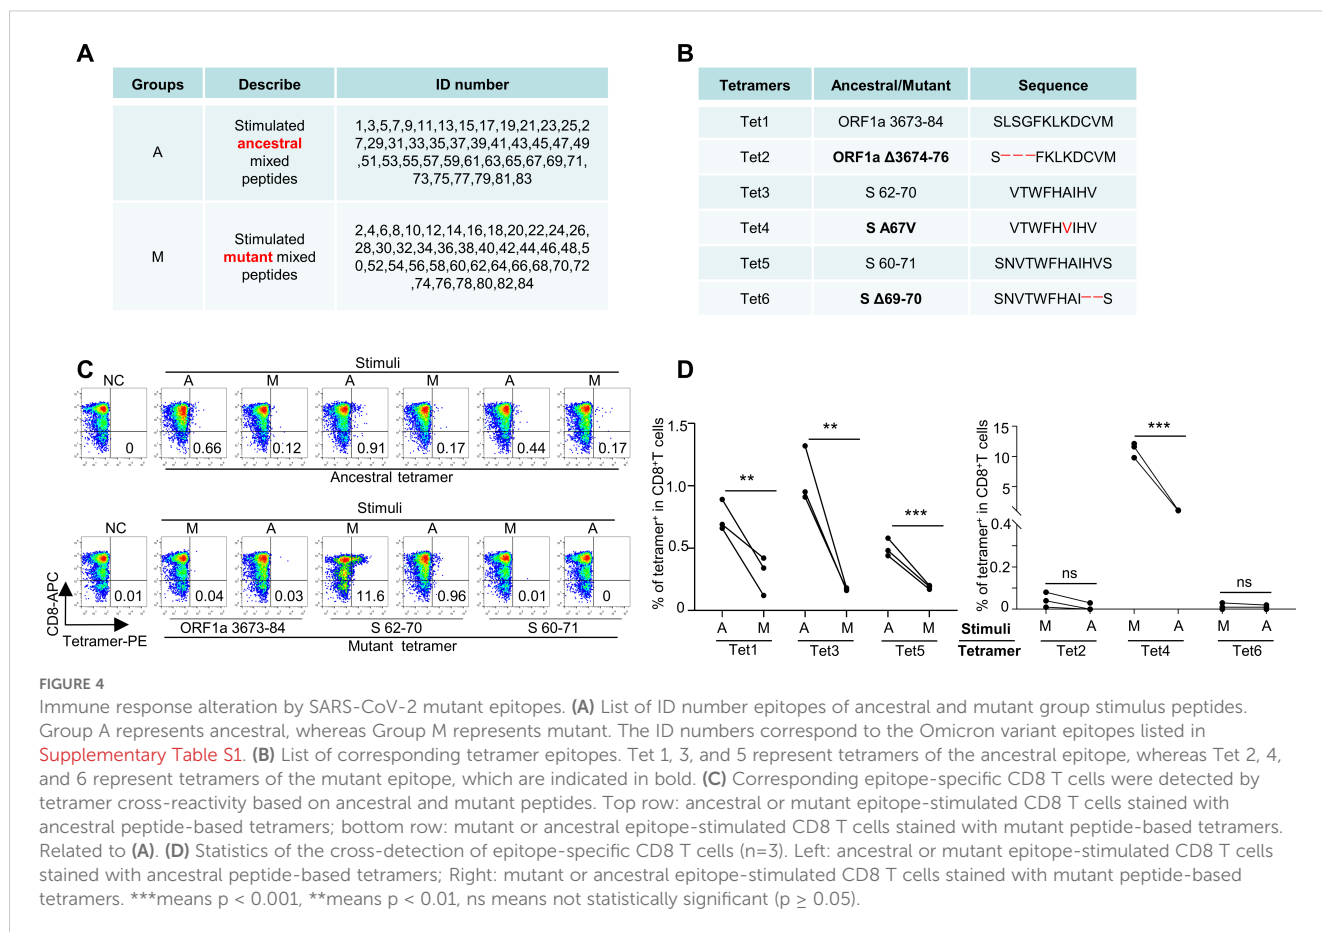 A
Groups Describe ID number
A
Stimulated
ancestral
mixed
peptides
1,3,5,7,9,11,13,15,17,19,21,23,25,2
7,29,31,33,35,37,39,41,43,45,47,49
,51,53,55,57,59,61,63,65,67,69,71,
73,75,77,79,81,83
M
Stimulated
mutant mixed
peptides
2,4,6,8,10,12,14,16,18,20,22,24,26,
28,30,32,34,36,38,40,42,44,46,48,5
0,52,54,56,58,60,62,64,66,68,70,72
,74,76,78,80,82,84
B
Tetramers Ancestral/Mutant Sequence
Tet1 ORF1a 3673-84 SLSGFKLKDCVM
Tet2 ORF1a Δ3674-76 S---FKLKDCVM
Tet3 S 62-70 VTWFHAIHV
Tet4 S A67V VTWFHVIHV
Tet5 S 60-71 SNVTWFHAIHVS
Tet6 S Δ69-70 SNVTWFHAI--S
C
Stimuli
NC A M A M A M
0 0.66 0.12 0.91 0.17 0.44 0.17
Ancestral tetramer
Stimuli
NC M A M A M A
0.01 0.04 0.03 11.6 0.96 0.01 0
CD8-APC
Tetramer-PE
ORF1a 3673-84 S 62-70 S 60-71
Mutant tetramer
D
% of tetramer⁺ in CD8⁺T cells
1.5
1.0
0.5
0
** ** ***
A M A M A M
Tet1 Tet3 Tet5
% of tetramer⁺ in CD8⁺T cells
15
10
5
0.4
0.2
0
ns *** ns
Stimuli M A M A M A
Tetramer Tet2 Tet4 Tet6
FIGURE 4
Immune response alteration by SARS-CoV-2 mutant epitopes. (A) List of ID number epitopes of ancestral and mutant group stimulus peptides.
Group A represents ancestral, whereas Group M represents mutant. The ID numbers correspond to the Omicron variant epitopes listed in
Supplementary Table S1. (B) List of corresponding tetramer epitopes. Tet 1, 3, and 5 represent tetramers of the ancestral epitope, whereas Tet 2, 4,
and 6 represent tetramers of the mutant epitope, which are indicated in bold. (C) Corresponding epitope-specific CD8 T cells were detected by
tetramer cross-reactivity based on ancestral and mutant peptides. Top row: ancestral or mutant epitope-stimulated CD8 T cells stained with
ancestral peptide-based tetramers; bottom row: mutant or ancestral epitope-stimulated CD8 T cells stained with mutant peptide-based tetramers.
Related to (A). (D) Statistics of the cross-detection of epitope-specific CD8 T cells (n=3). Left: ancestral or mutant epitope-stimulated CD8 T cells
stained with ancestral peptide-based tetramers; Right: mutant or ancestral epitope-stimulated CD8 T cells stained with mutant peptide-based
tetramers. ***means p < 0.001, **means p < 0.01, ns means not statistically significant (p ≥ 0.05).